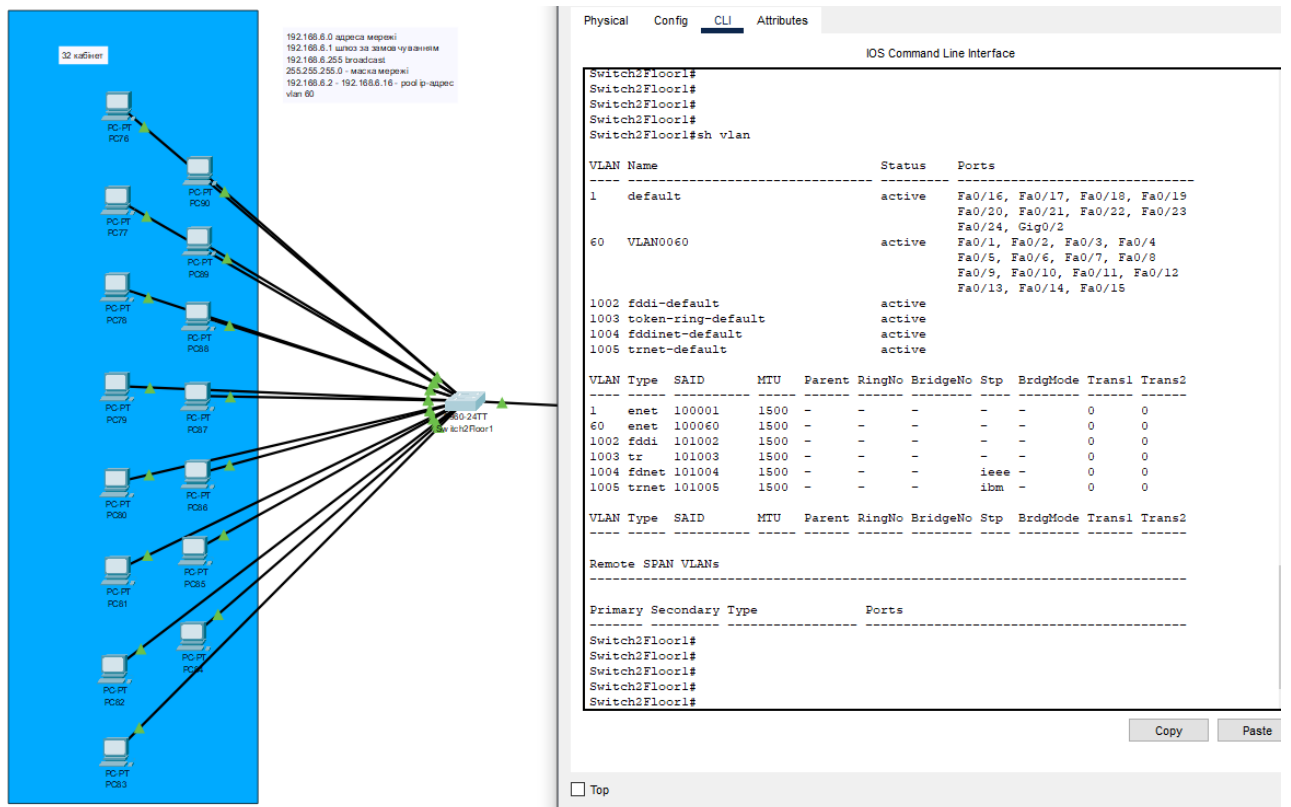 32 кабінет
192.168.6.0 адреса мережі
192.168.6.1 шлюз за замовчуванням
192.168.6.255 broadcast
255.255.255.0 - маска мережі
192.168.6.2 - 192.168.6.16 - pool ip-адрес
vlan 60
PC-PT
PC76
PC-PT
PC90
PC-PT
PC77
PC-PT
PC89
PC-PT
PC78
PC-PT
PC88
PC-PT
PC79
PC-PT
PC87
PC-PT
PC80
PC-PT
PC86
PC-PT
PC81
PC-PT
PC85
PC-PT
PC82
PC-PT
PC84
PC-PT
PC83
2960-24TT
Switch2Floor1
Physical Config CLI Attributes
IOS Command Line Interface
Switch2Floor1#
Switch2Floor1#
Switch2Floor1#
Switch2Floor1#
Switch2Floor1#sh vlan
VLAN Name Status Ports
---- -------------------------------- --------- -------------------------------
1 default active Fa0/16, Fa0/17, Fa0/18, Fa0/19
Fa0/20, Fa0/21, Fa0/22, Fa0/23
Fa0/24, Gig0/2
60 VLAN0060 active Fa0/1, Fa0/2, Fa0/3, Fa0/4
Fa0/5, Fa0/6, Fa0/7, Fa0/8
Fa0/9, Fa0/10, Fa0/11, Fa0/12
Fa0/13, Fa0/14, Fa0/15
1002 fddi-default active
1003 token-ring-default active
1004 fddinet-default active
1005 trnet-default active
VLAN Type SAID MTU Parent RingNo BridgeNo Stp BrdgMode Trans1 Trans2
---- ----- ---------- ----- ------ ------ -------- ---- -------- ------ ------
1 enet 100001 1500 - - - - - 0 0
60 enet 100060 1500 - - - - - 0 0
1002 fddi 101002 1500 - - - - - 0 0
1003 tr 101003 1500 - - - - - 0 0
1004 fdnet 101004 1500 - - - ieee - 0 0
1005 trnet 101005 1500 - - - ibm - 0 0
VLAN Type SAID MTU Parent RingNo BridgeNo Stp BrdgMode Trans1 Trans2
---- ----- ---------- ----- ------ ------ -------- ---- -------- ------ ------
Remote SPAN VLANs
------------------------------------------------------------------------------
Primary Secondary Type Ports
------- --------- ----------------- ------------------------------------------
Switch2Floor1#
Switch2Floor1#
Switch2Floor1#
Switch2Floor1#
Switch2Floor1#
Copy Paste
Top